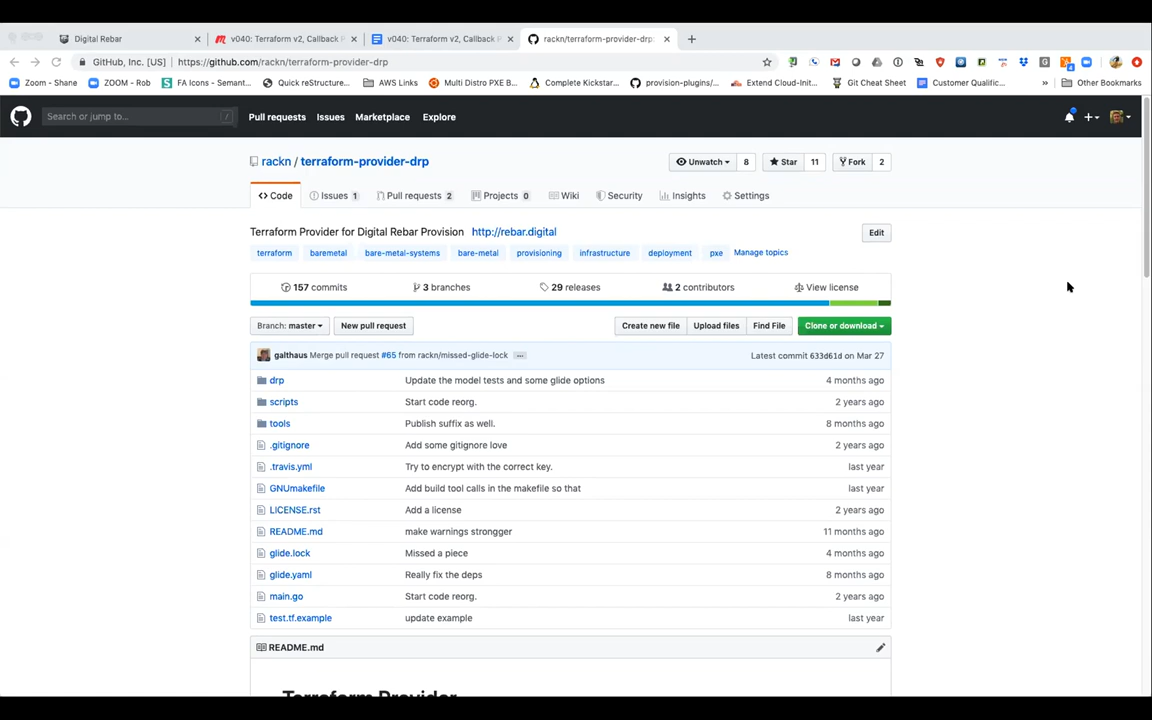 Digital Rebar
v040: Terraform v2, Callback P
v040: Terraform v2, Callback
rackn/terraform-provider-drp:
GitHub, Inc. [US]
https://github.com/rackn/terraform-provider-drp
Zoom - Shane
ZOOM - Rob
FA Icons - Semant...
Quick reStructure...
AWS Links
Multi Distro PXE B...
Complete Kickstar...
provision-plugins/...
Extend Cloud-Init...
Git Cheat Sheet
Customer Qualific...
»
Other Bookmarks
Search or jump to...
/
Pull requests
Issues
Marketplace
Explore
rackn / terraform-provider-drp
Unwatch
8
Star
11
Fork
2
Code
Issues 1
Pull requests 2
Projects 0
Wiki
Security
Insights
Settings
Terraform Provider for Digital Rebar Provision http://rebar.digital
Edit
terraform
baremetal
bare-metal-systems
bare-metal
provisioning
infrastructure
deployment
pxe
Manage topics
157 commits
3 branches
29 releases
2 contributors
View license
Branch: master
New pull request
Create new file
Upload files
Find File
Clone or download
galthaus Merge pull request #65 from rackn/missed-glide-lock ...
Latest commit 633d61d on Mar 27
drp
Update the model tests and some glide options
4 months ago
scripts
Start code reorg.
2 years ago
tools
Publish suffix as well.
8 months ago
.gitignore
Add some gitignore love
2 years ago
.travis.yml
Try to encrypt with the correct key.
last year
GNUmakefile
Add build tool calls in the makefile so that
last year
LICENSE.rst
Add a license
2 years ago
README.md
make warnings strongger
11 months ago
glide.lock
Missed a piece
4 months ago
glide.yaml
Really fix the deps
8 months ago
main.go
Start code reorg.
2 years ago
test.tf.example
update example
last year
README.md
Terraform Provider